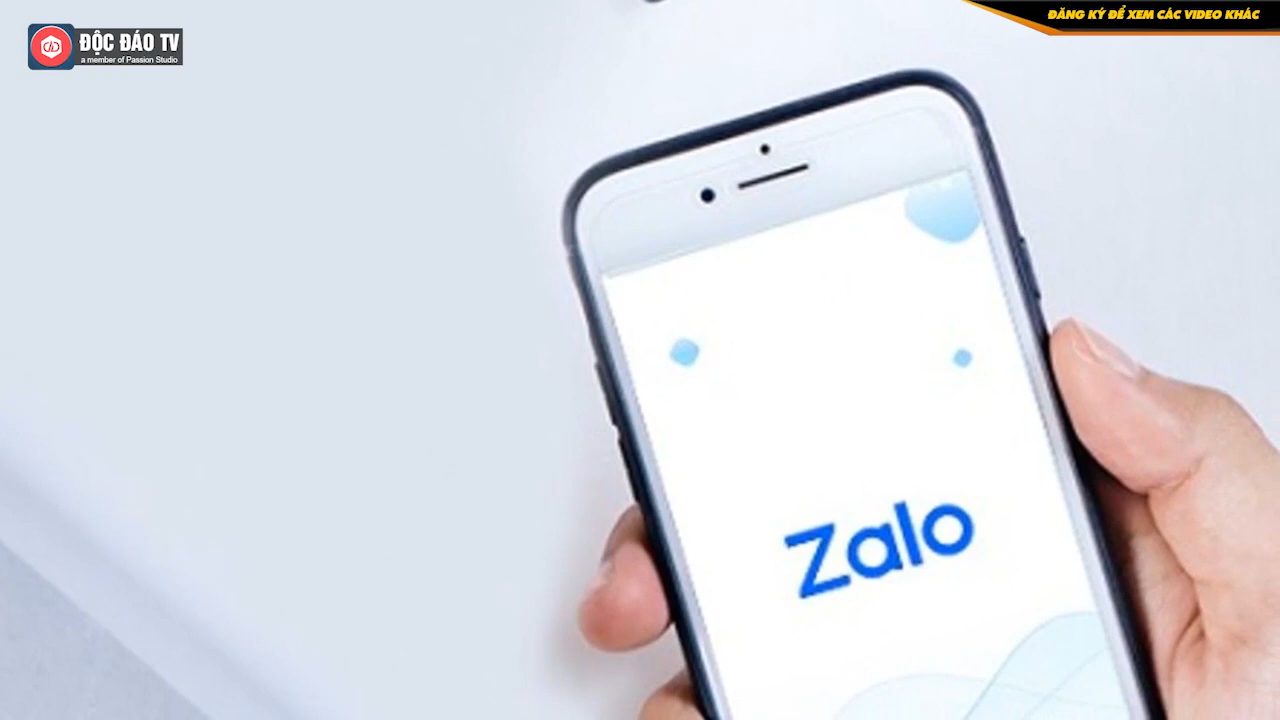 ĐỘC ĐÁO TV
a member of Passion Studio
ĐĂNG KÝ ĐỂ XEM CÁC VIDEO KHÁC
Zalo